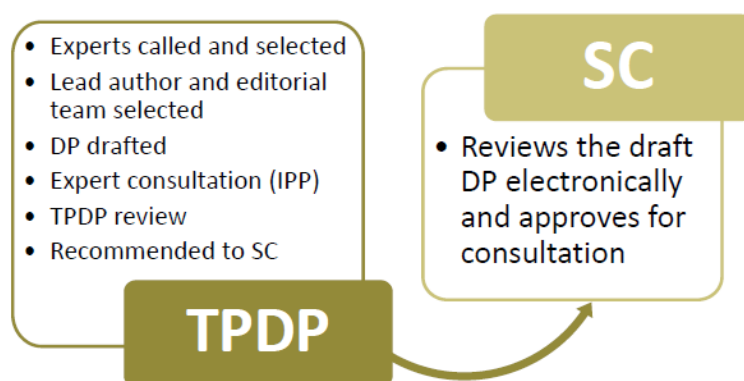 • Experts called and selected
• Lead author and editorial
team selected
• DP drafted
• Expert consultation (IPP)
• TPDP review
• Recommended to SC
TPDP
SC
• Reviews the draft
DP electronically
and approves for
consultation